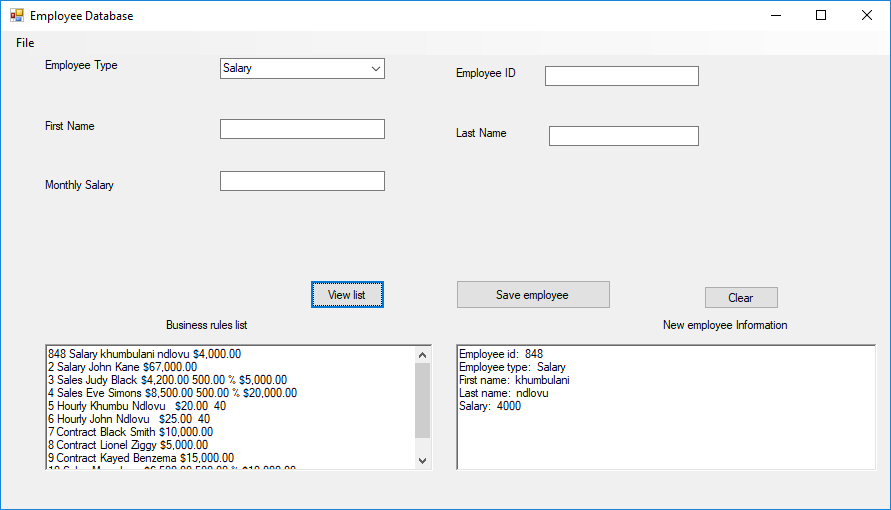 Employee Database
File
Employee Type
Salary
Employee ID
First Name
Last Name
Monthly Salary
View list
Save employee
Clear
Business rules list
New employee Information
848 Salary khumbulani ndlovu $4,000.00
2 Salary John Kane $67,000.00
3 Sales Judy Black $4,200.00 500.00 % $5,000.00
4 Sales Eve Simons $8,500.00 500.00 % $20,000.00
5 Hourly Khumbu Ndlovu   $20.00  40
6 Hourly John Ndlovu   $25.00  40
7 Contract Black Smith $10,000.00
8 Contract Lionel Ziggy $5,000.00
9 Contract Kayed Benzema $15,000.00
Employee id:  848
Employee type:  Salary
First name:  khumbulani
Last name:  ndlovu
Salary:  4000